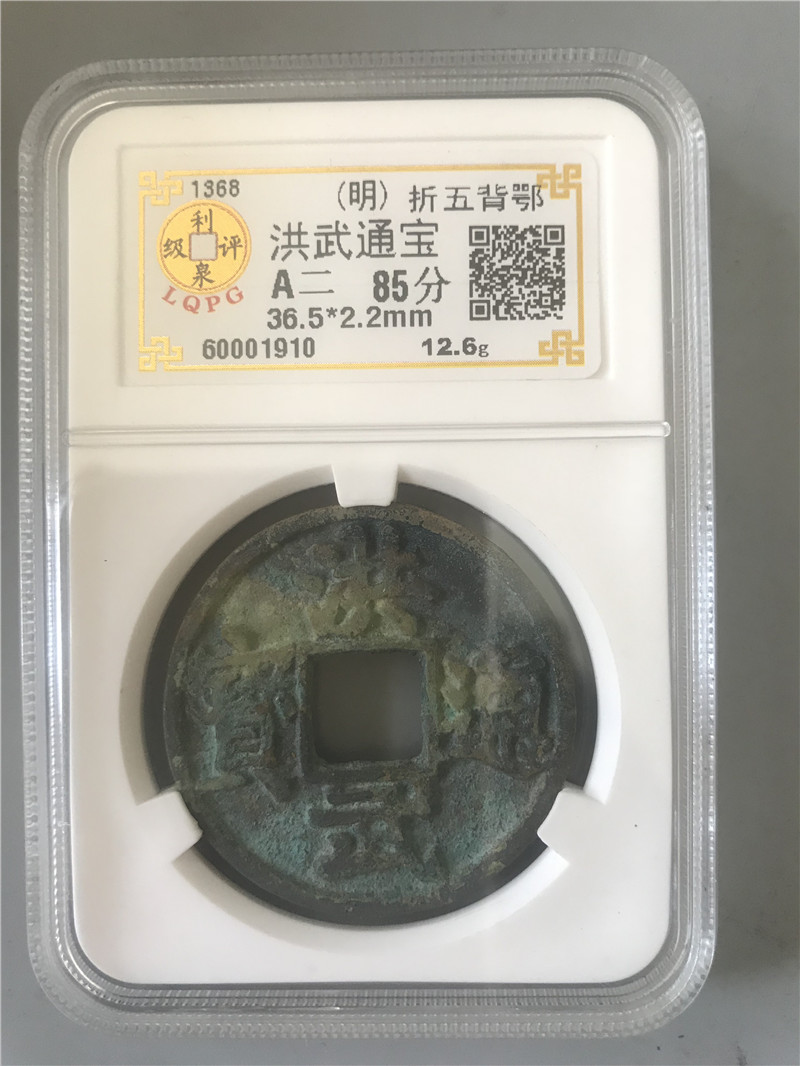 1368
(明) 折五背鄂
利泉评级
LQPG
洪武通宝
A二 85分
36.5*2.2mm
60001910
12.6g
洪武通寶